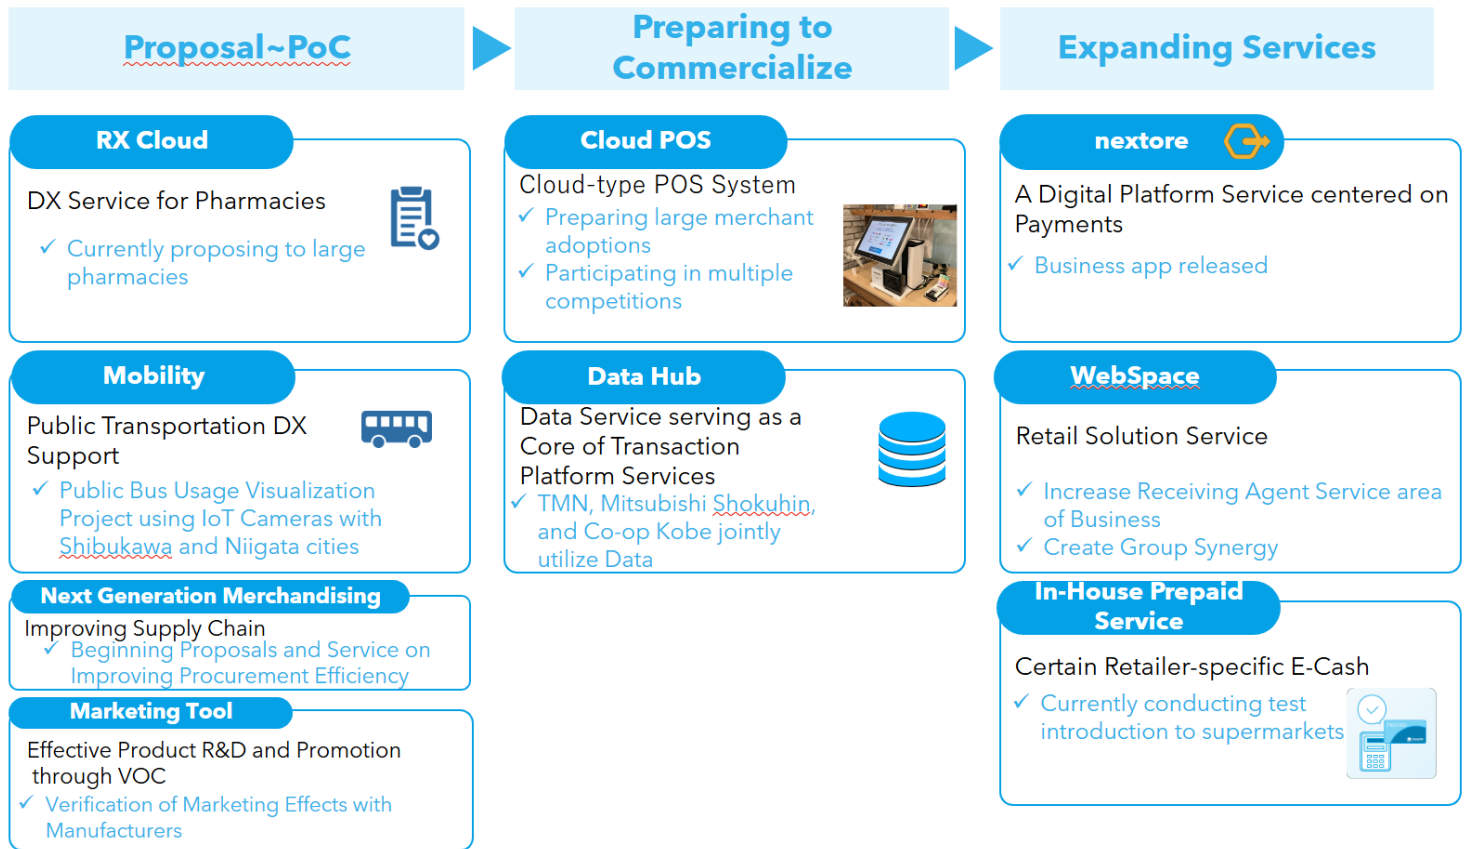 Proposal~PoC
Preparing to
Commercialize
Expanding Services
RX Cloud
DX Service for Pharmacies
✓ Currently proposing to large
pharmacies
Mobility
Public Transportation DX
Support
✓ Public Bus Usage Visualization
Project using IoT Cameras with
Shibukawa and Niigata cities
Next Generation Merchandising
Improving Supply Chain
✓ Beginning Proposals and Service on
Improving Procurement Efficiency
Marketing Tool
Effective Product R&D and Promotion
through VOC
✓ Verification of Marketing Effects with
Manufacturers
Cloud POS
Cloud-type POS System
✓ Preparing large merchant
adoptions
✓ Participating in multiple
competitions
Data Hub
Data Service serving as a
Core of Transaction
Platform Services
✓ TMN, Mitsubishi Shokuhin,
and Co-op Kobe jointly
utilize Data
nextore
A Digital Platform Service centered on
Payments
✓ Business app released
WebSpace
Retail Solution Service
✓ Increase Receiving Agent Service area
of Business
✓ Create Group Synergy
In-House Prepaid
Service
Certain Retailer-specific E-Cash
✓ Currently conducting test
introduction to supermarkets